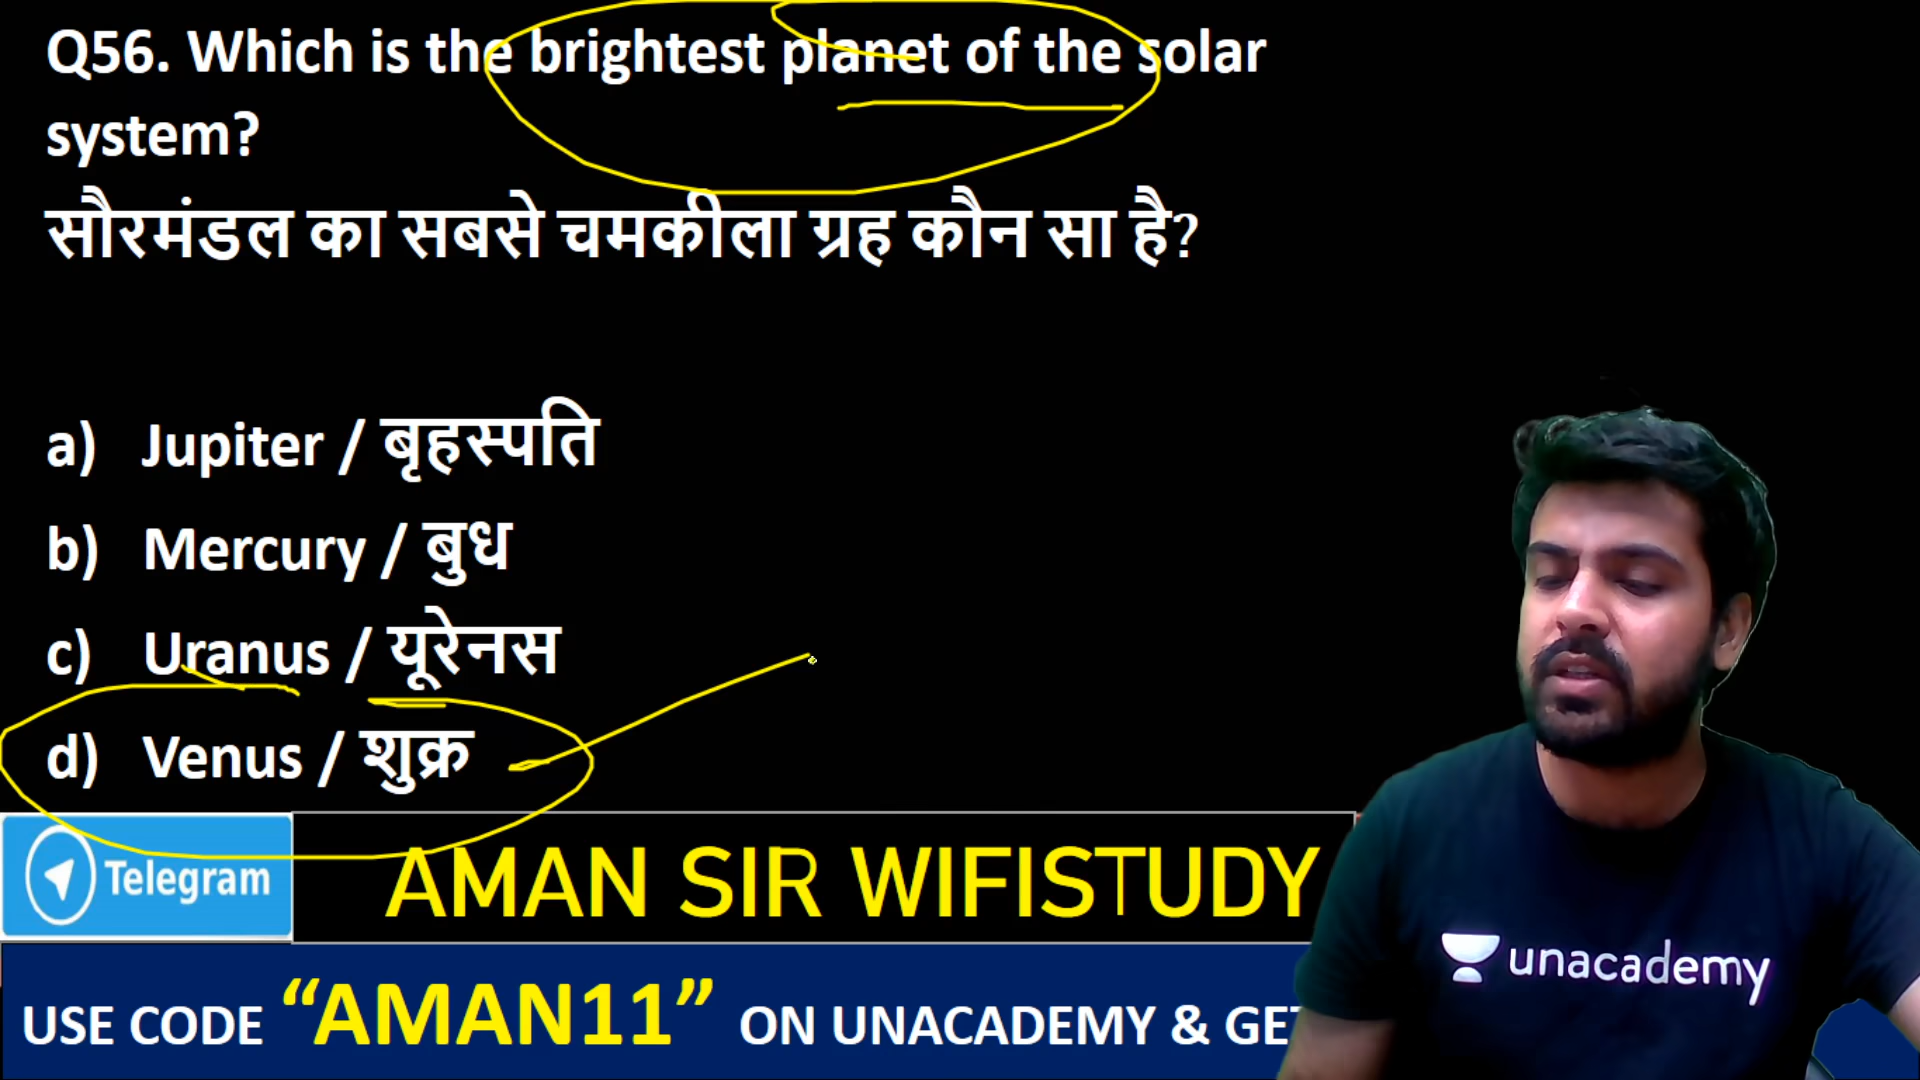 Q56. Which is the brightest planet of the solar
system?
सौरमंडल का सबसे चमकीला ग्रह कौन सा है?
a) Jupiter / बृहस्पति
b) Mercury / बुध
c) Uranus / यूरेनस
d) Venus / शुक्र
Telegram AMAN SIR WIFISTUDY
unacademy
USE CODE “AMAN11” ON UNACADEMY & GET